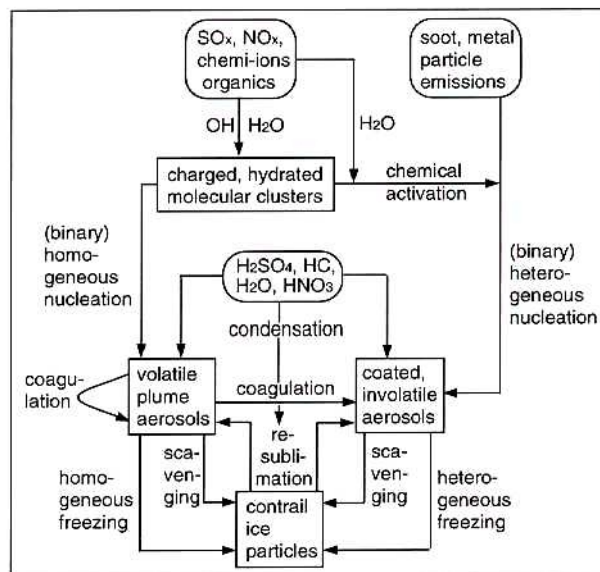 SOx, NOx,
chemi-ions
organics
soot, metal
particle
emissions
OH
H2O
H2O
charged, hydrated
molecular clusters
chemical
activation
(binary)
homo-
geneous
nucleation
(binary)
hetero-
geneous
nucleation
H2SO4, HC,
H2O, HNO3
condensation
coagu-
lation
volatile
plume
aerosols
coagulation
coated,
involatile
aerosols
re-
sublimation
sca-
ven-
ging
sca-
ven-
ging
homo-
geneous
freezing
hetero-
geneous
freezing
contrail
ice
particles